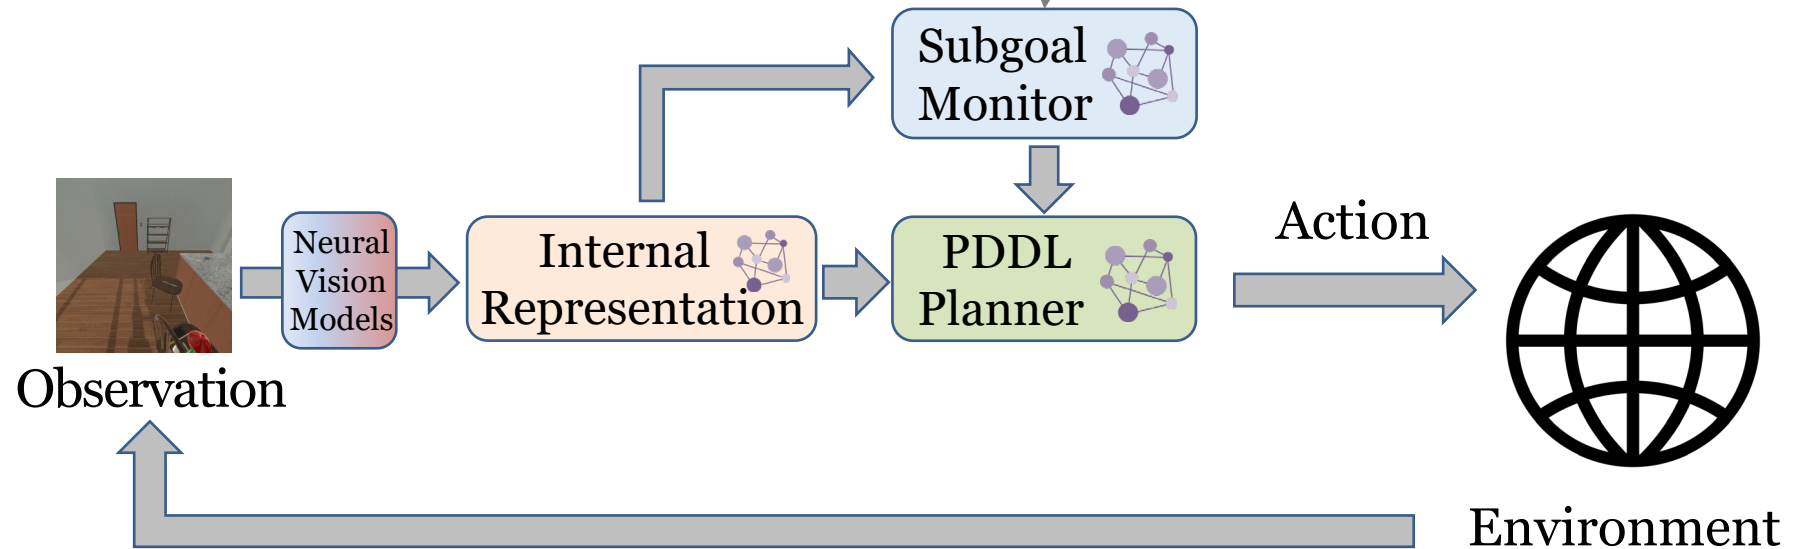 Subgoal
Monitor
Neural
Vision
Models
Internal
Representation
PDDL
Planner
Action
Observation
Environment